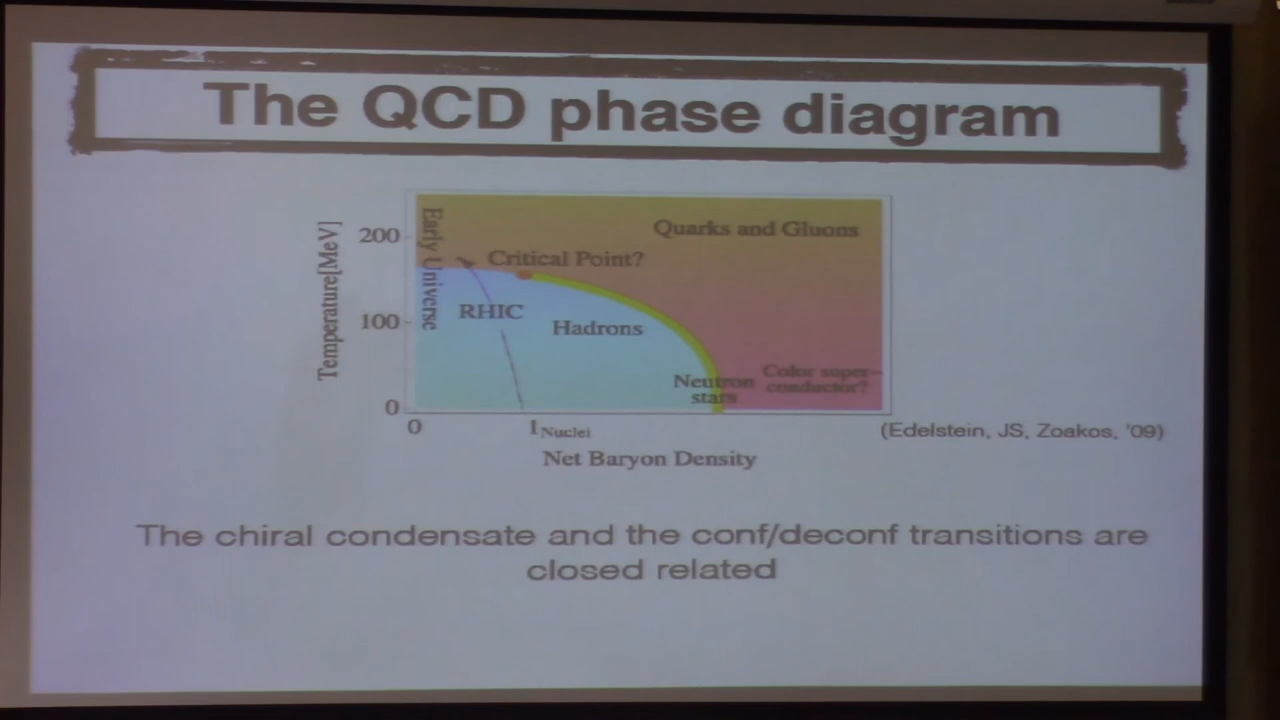 The QCD phase diagram
Temperature[MeV]
200
100
0
Early Universe
Quarks and Gluons
Critical Point?
RHIC
Hadrons
Neutron
stars
Color super-
conductor?
0
1 Nuclei
Net Baryon Density
(Edelstein, JS, Zoakos, '09)
The chiral condensate and the conf/deconf transitions are
closed related